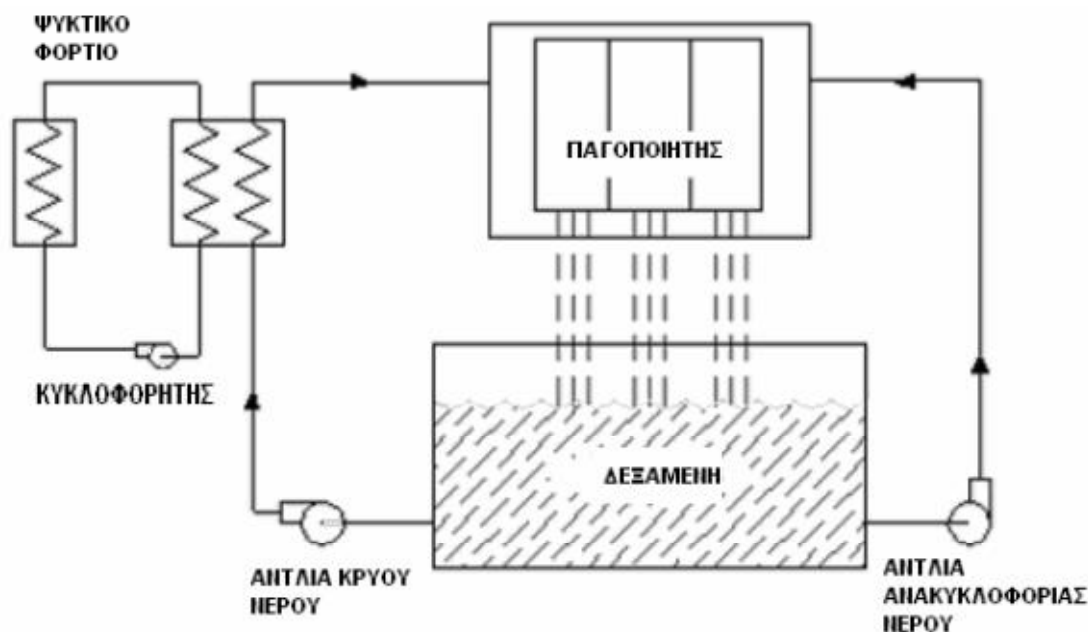 ΨΥΚΤΙΚΟ
ΦΟΡΤΙΟ
ΠΑΓΟΠΟΙΗΤΗΣ
ΚΥΚΛΟΦΟΡΗΤΗΣ
ΔΕΞΑΜΕΝΗ
ΑΝΤΛΙΑ ΚΡΥΟΥ
ΝΕΡΟΥ
ΑΝΤΛΙΑ
ΑΝΑΚΥΚΛΟΦΟΡΙΑΣ
ΝΕΡΟΥ